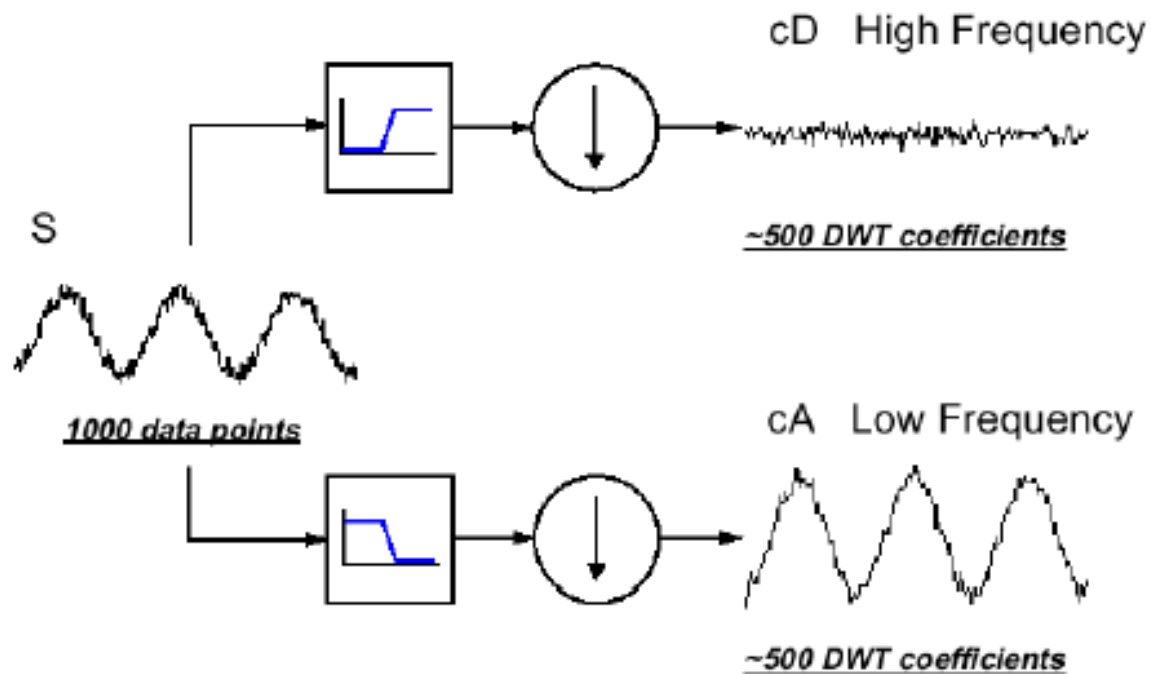 cD High Frequency
S
~500 DWT coefficients
1000 data points
cA Low Frequency
~500 DWT coefficients